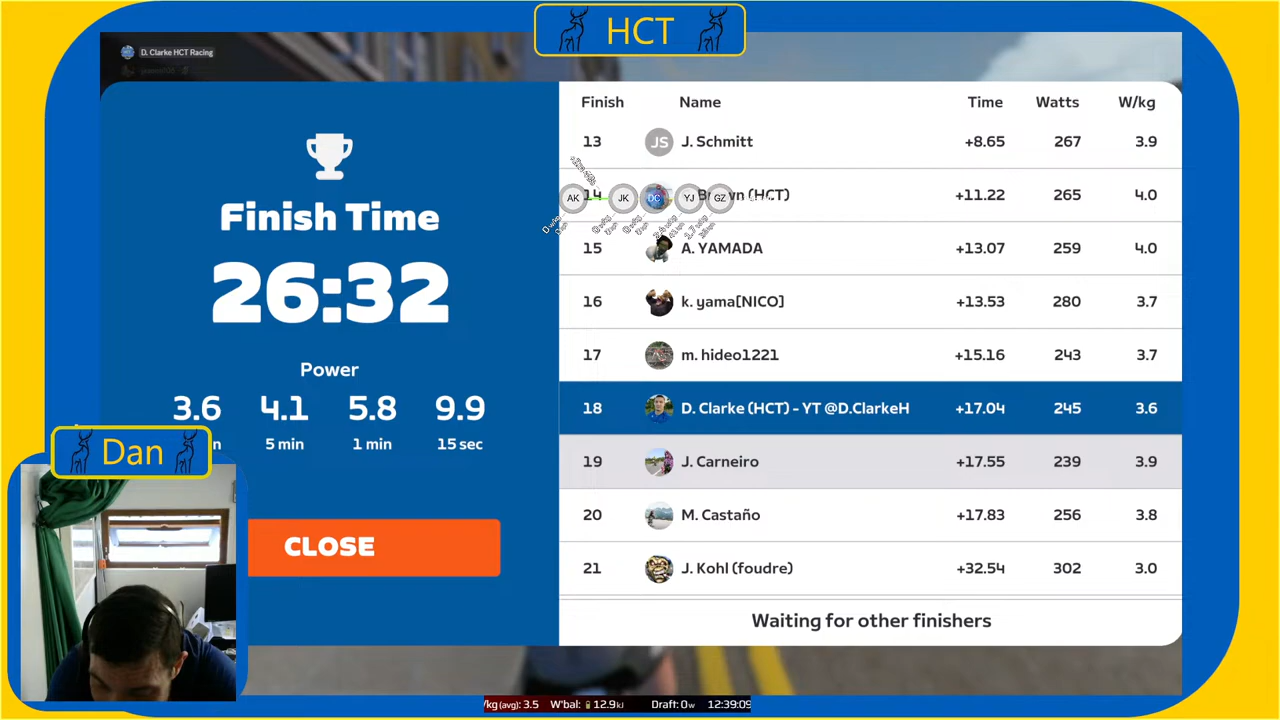 HCT
D. Clarke HCT Racing
Finish Time
26:32
Power
3.6 4.1 5.8 9.9
5 min 1 min 15 sec
CLOSE
Dan
Finish Name Time Watts W/kg
13 JS J. Schmitt +8.65 267 3.9
14 (HCT) +11.22 265 4.0
AK JK DC YJ GZ
15 A. YAMADA +13.07 259 4.0
16 k. yama[NICO] +13.53 280 3.7
17 m. hideo1221 +15.16 243 3.7
18 D. Clarke (HCT) - YT @D.ClarkeH +17.04 245 3.6
19 J. Carneiro +17.55 239 3.9
20 M. Castaño +17.83 256 3.8
21 J. Kohl (foudre) +32.54 302 3.0
Waiting for other finishers
/kg (avg): 3.5 W'bal: 12.9kJ Draft: 0w 12:39:09